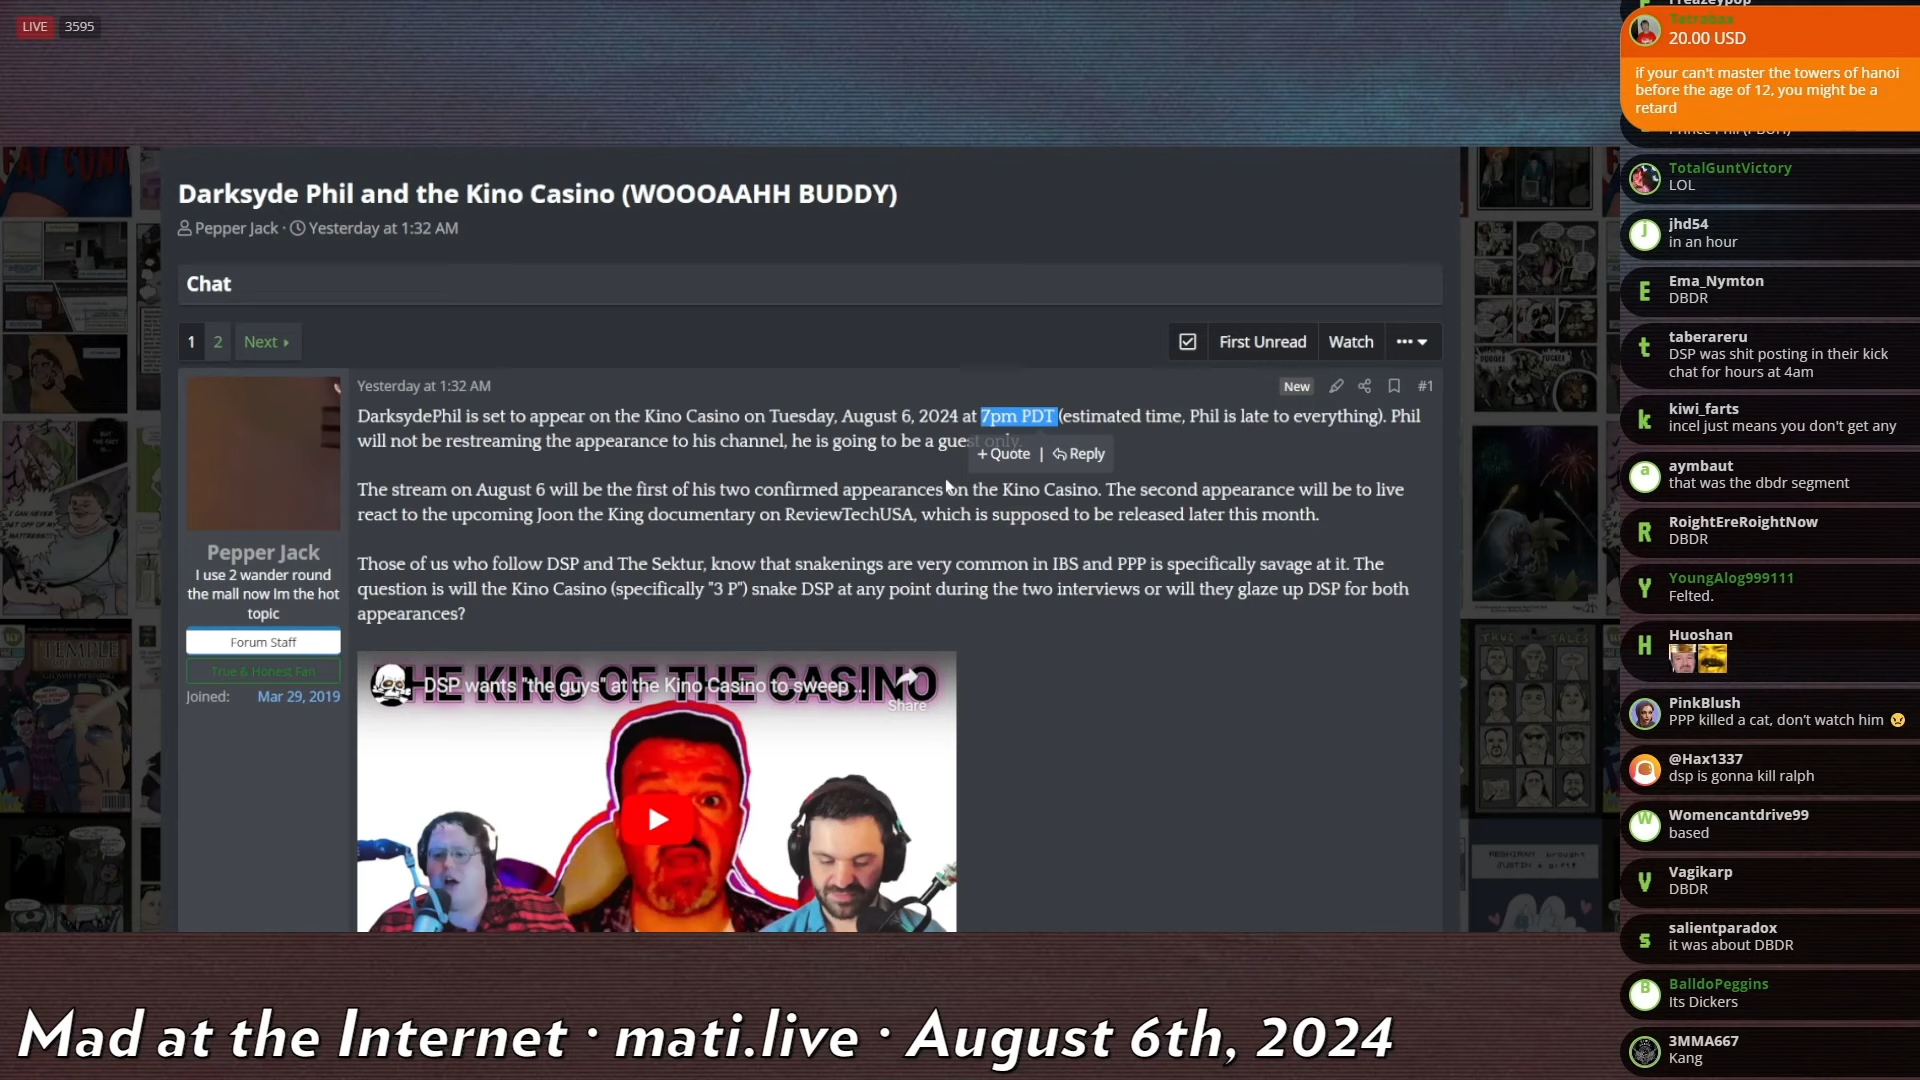 LIVE 3595
Darksyde Phil and the Kino Casino (WOOOAAHH BUDDY)
Pepper Jack · Yesterday at 1:32 AM
Chat
1 2 Next
First Unread Watch
Yesterday at 1:32 AM
New #1
DarksydePhil is set to appear on the Kino Casino on Tuesday, August 6, 2024 at 7pm PDT (estimated time, Phil is late to everything). Phil
will not be restreaming the appearance to his channel, he is going to be a guest only.
+ Quote | Reply
The stream on August 6 will be the first of his two confirmed appearances on the Kino Casino. The second appearance will be to live
react to the upcoming Joon the King documentary on ReviewTechUSA, which is supposed to be released later this month.
Those of us who follow DSP and The Sektur, know that snakenings are very common in IBS and PPP is specifically savage at it. The
question is will the Kino Casino (specifically "3 P") snake DSP at any point during the two interviews or will they glaze up DSP for both
appearances?
Pepper Jack
I use 2 wander round
the mall now Im the hot
topic
Forum Staff
True & Honest Fan
Joined: Mar 29, 2019
THE KING OF THE CASINO
DSP wants "the guys" at the Kino Casino to sweep ...
Share
Mad at the Internet · mati.live · August 6th, 2024
Freazeypop
Tetrabax
20.00 USD
if your can't master the towers of hanoi
before the age of 12, you might be a
retard
TotalGuntVictory
LOL
jhd54
in an hour
Ema_Nymton
DBDR
taberareru
DSP was shit posting in their kick
chat for hours at 4am
kiwi_farts
incel just means you don't get any
aymbaut
that was the dbdr segment
RoightEreRoightNow
DBDR
YoungAlog999111
Felted.
Huoshan
PinkBlush
PPP killed a cat, don't watch him
@Hax1337
dsp is gonna kill ralph
Womencantdrive99
based
Vagikarp
DBDR
salientparadox
it was about DBDR
BalldoPeggins
Its Dickers
3MMA667
Kang